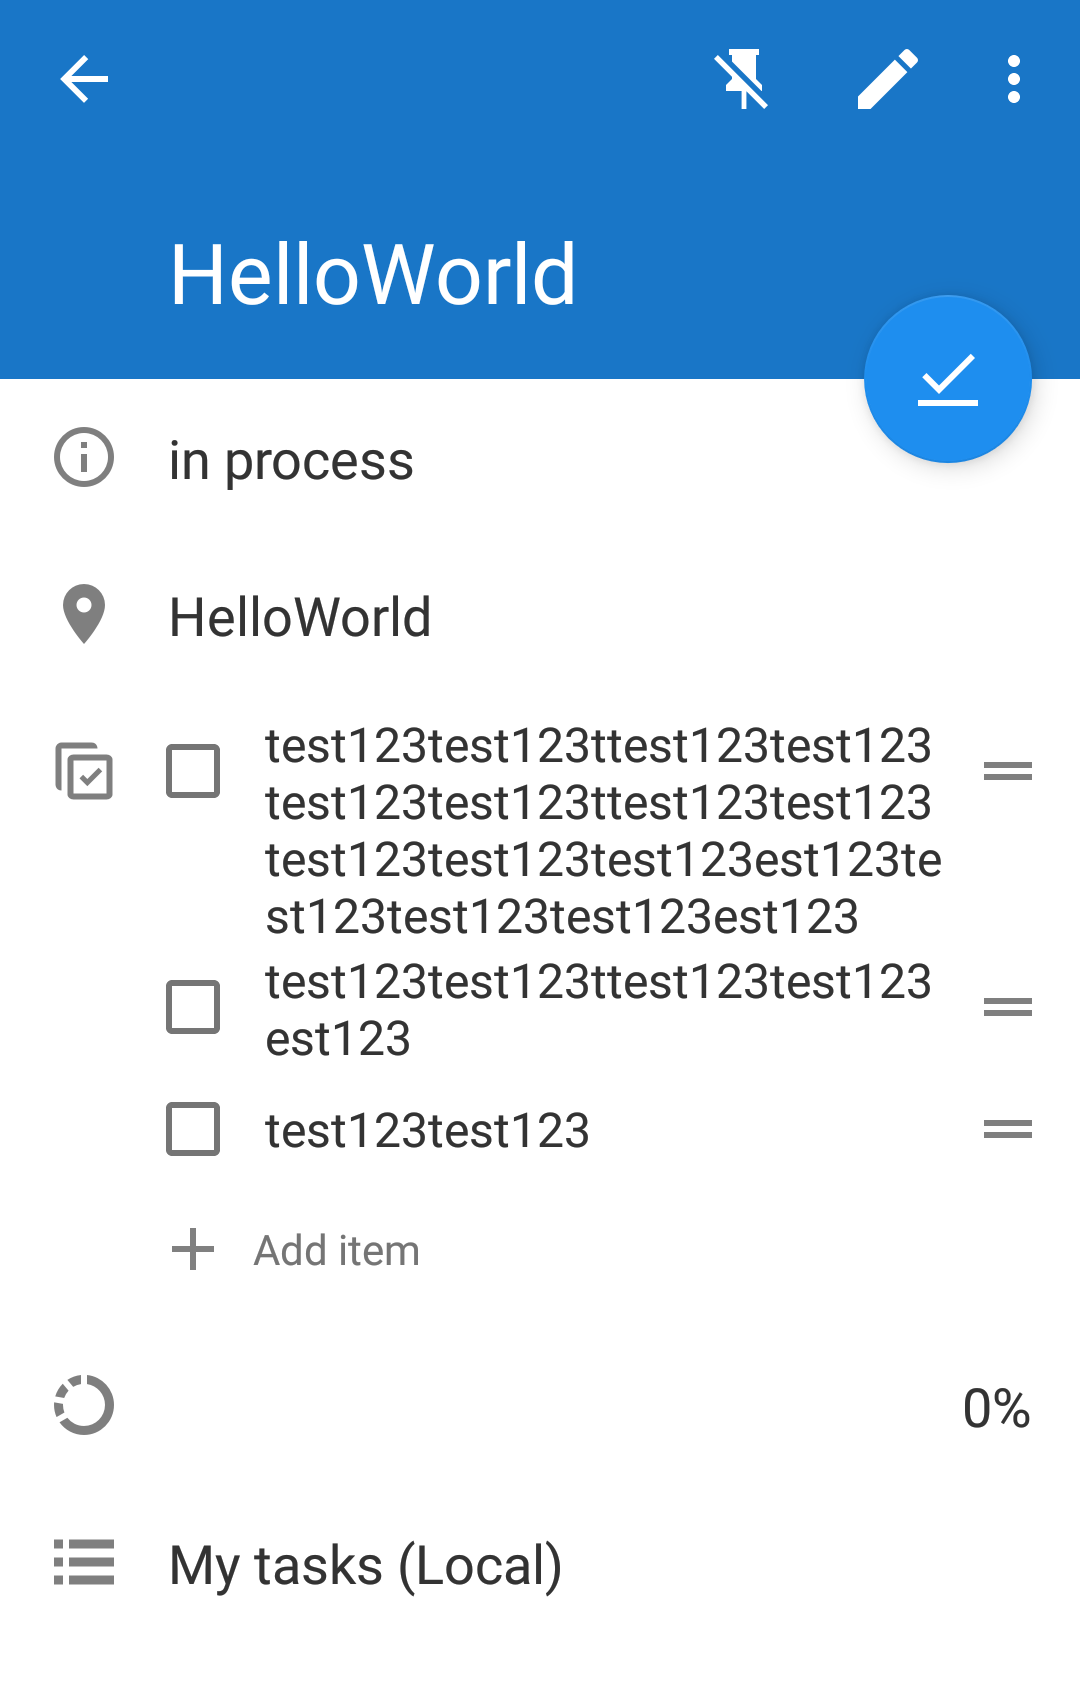 HelloWorld
in process
HelloWorld
test123test123ttest123test123
test123test123ttest123test123
test123test123test123est123te
st123test123test123est123
test123test123ttest123test123
est123
test123test123
Add item
0%
My tasks (Local)